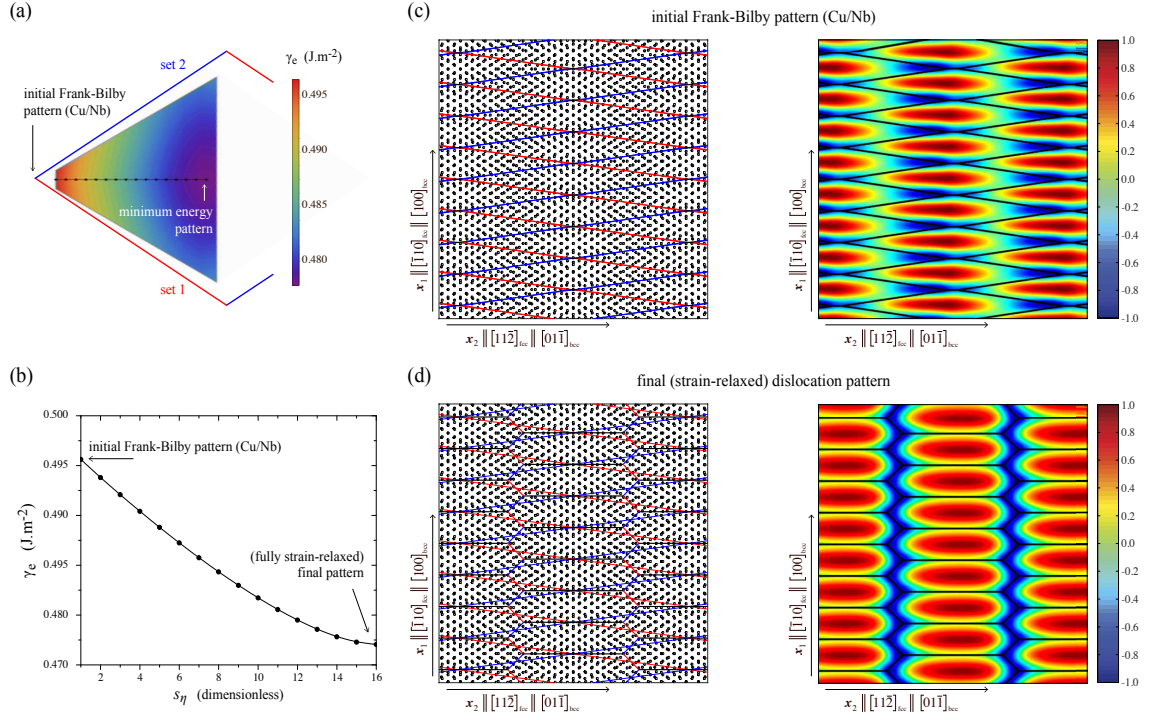 (a)
γe (J.m-2)
set 2
initial Frank-Bilby
pattern (Cu/Nb)
0.495
0.490
0.485
0.480
minimum energy
pattern
set 1
(b)
0.500
0.495
0.490
0.495
0.480
0.470
γe (J.m-2)
initial Frank-Bilby pattern (Cu/Nb)
(fully strain-relaxed)
final pattern
2 4 6 8 10 12 14 16
sη (dimensionless)
(c)
initial Frank-Bilby pattern (Cu/Nb)
x1 || [1̄10]fcc || [100]bcc
x2 || [112̄]fcc || [011̄]bcc
x1 || [1̄10]fcc || [100]bcc
x2 || [112̄]fcc || [011̄]bcc
1.0
0.8
0.6
0.4
0.2
0.0
-0.2
-0.4
-0.6
-0.8
-1.0
(d)
final (strain-relaxed) dislocation pattern
x1 || [1̄10]fcc || [100]bcc
x2 || [112̄]fcc || [011̄]bcc
x1 || [1̄10]fcc || [100]bcc
x2 || [112̄]fcc || [011̄]bcc
1.0
0.8
0.6
0.4
0.2
0.0
-0.2
-0.4
-0.6
-0.8
-1.0